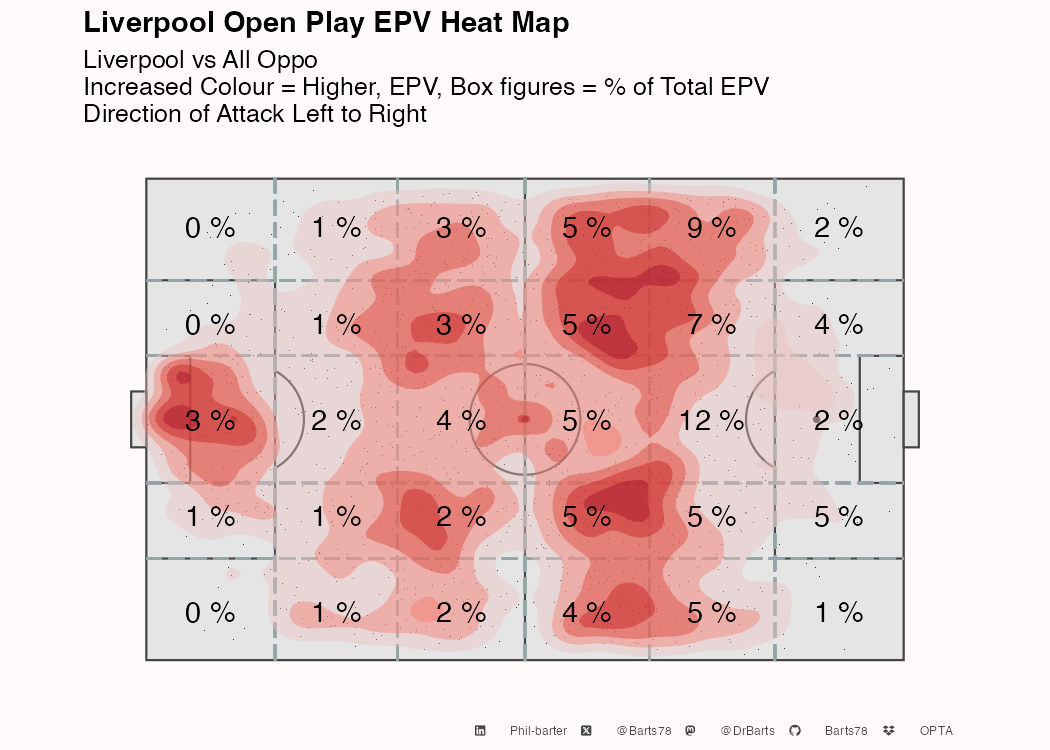 Liverpool Open Play EPV Heat Map
Liverpool vs All Oppo
Increased Colour = Higher, EPV, Box figures = % of Total EPV
Direction of Attack Left to Right
0 % 1 % 3 % 5 % 9 % 2 %
0 % 1 % 3 % 5 % 7 % 4 %
3 % 2 % 4 % 5 % 12 % 2 %
1 % 1 % 2 % 5 % 5 % 5 %
0 % 1 % 2 % 4 % 5 % 1 %
Phil-barter @Barts78 @DrBarts Barts78 OPTA